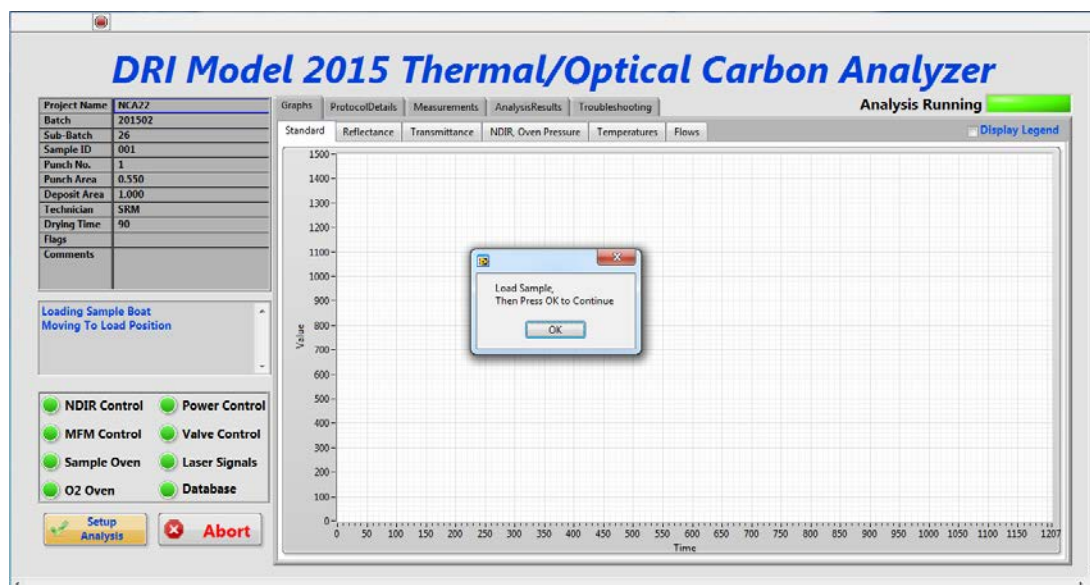 DRI Model 2015 Thermal/Optical Carbon Analyzer
Project Name NCA22
Batch 201502
Sub-Batch 26
Sample ID 001
Punch No. 1
Punch Area 0.550
Deposit Area 1.000
Technician SRM
Drying Time 90
Flags
Comments
Loading Sample Boat
Moving To Load Position
NDIR Control Power Control
MFM Control Valve Control
Sample Oven Laser Signals
O2 Oven Database
Setup Analysis
Abort
Graphs ProtocolDetails Measurements AnalysisResults Troubleshooting
Analysis Running
Standard Reflectance Transmittance NDIR, Oven Pressure Temperatures Flows
Display Legend
Value
1500
1400
1300
1200
1100
1000
900
800
700
600
500
400
300
200
100
0
Load Sample,
Then Press OK to Continue
OK
0 50 100 150 200 250 300 350 400 450 500 550 600 650 700 750 800 850 900 950 1000 1050 1100 1150 1207
Time